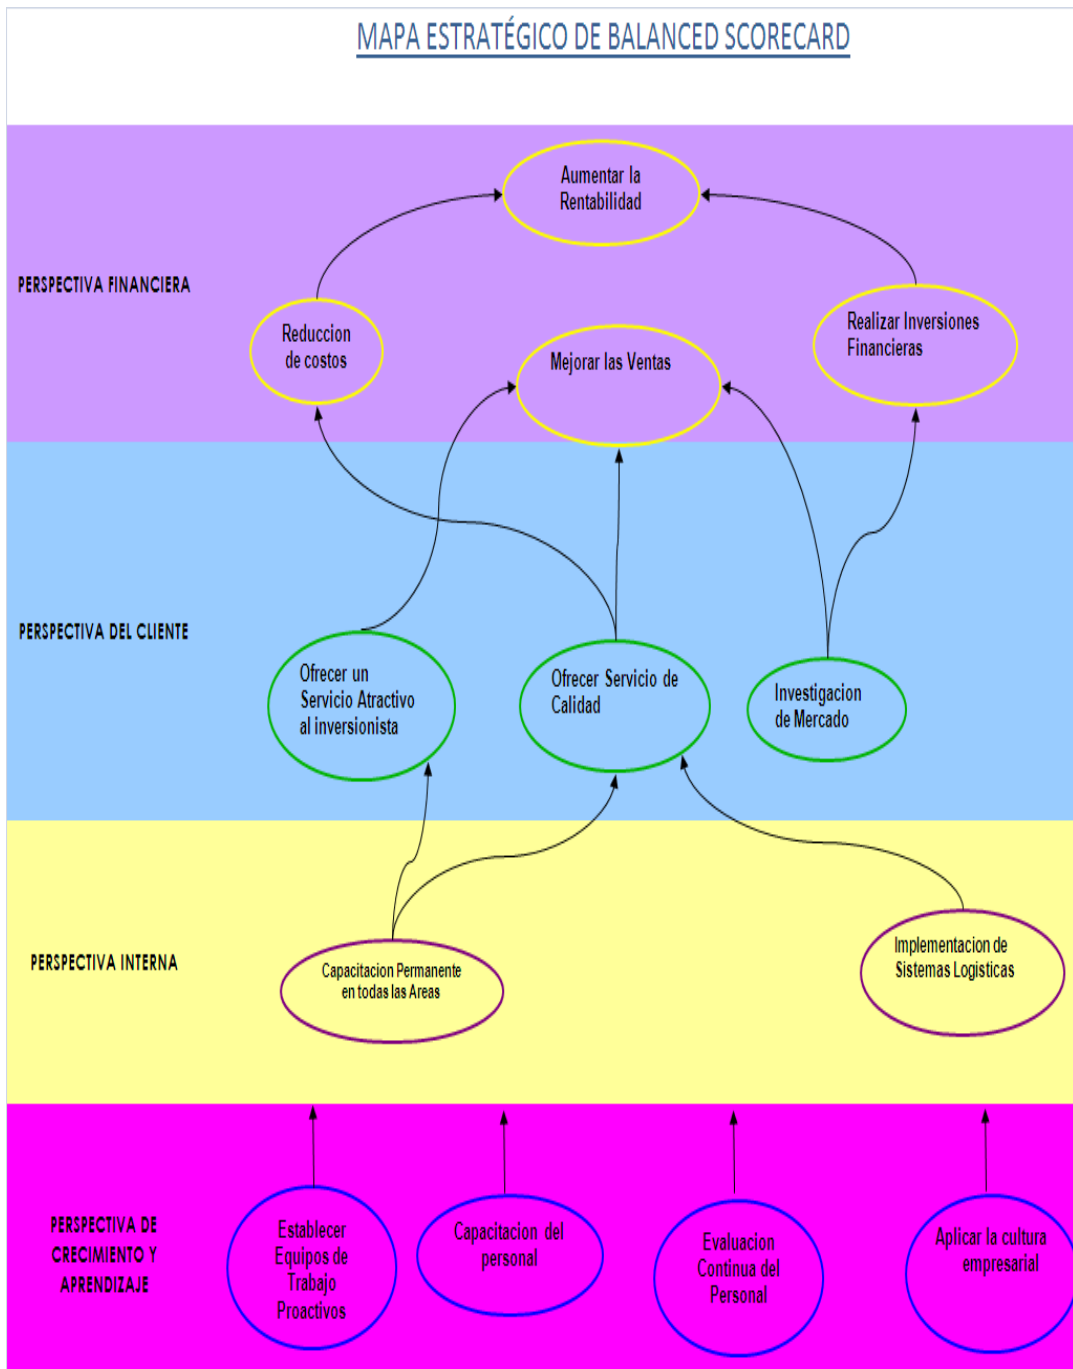 MAPA ESTRATÉGICO DE BALANCED SCORECARD
Aumentar la
Rentabilidad
PERSPECTIVA FINANCIERA
Reduccion
de costos
Mejorar las Ventas
Realizar Inversiones
Financieras
PERSPECTIVA DEL CLIENTE
Ofrecer un
Servicio Atractivo
al inversionista
Ofrecer Servicio de
Calidad
Investigacion
de Mercado
PERSPECTIVA INTERNA
Capacitacion Permanente
en todas las Areas
Implementacion de
Sistemas Logisticas
PERSPECTIVA DE
CRECIMIENTO Y
APRENDIZAJE
Establecer
Equipos de
Trabajo
Proactivos
Capacitacion del
personal
Evaluacion
Continua del
Personal
Aplicar la cultura
empresarial